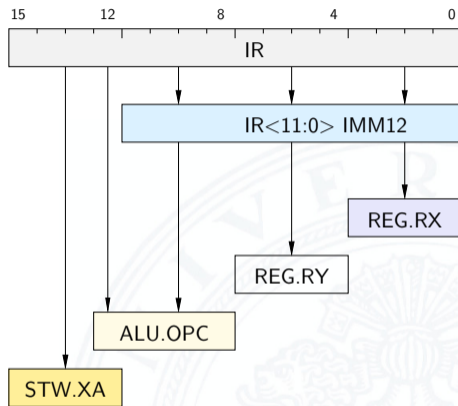 15 12 8 4 0
IR
IR<11:0> IMM12
REG.RX
REG.RY
ALU.OPC
STW.XA